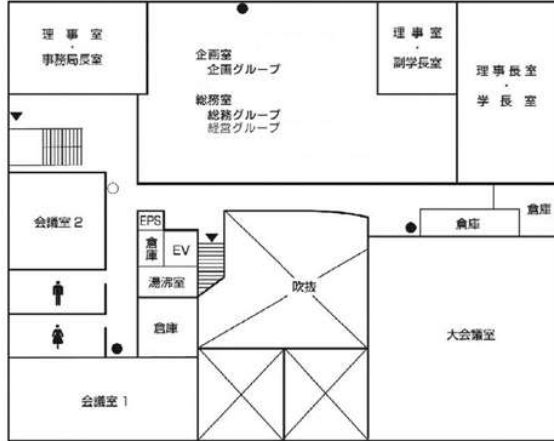 理事室
・
事務局長室
企画室
企画グループ
総務室
総務グループ
経営グループ
理事室
・
副学長室
理事長室
・
学長室
会議室 2
EPS
倉庫
EV
湯沸室
倉庫
吹抜
倉庫
倉庫
大会議室
会議室 1